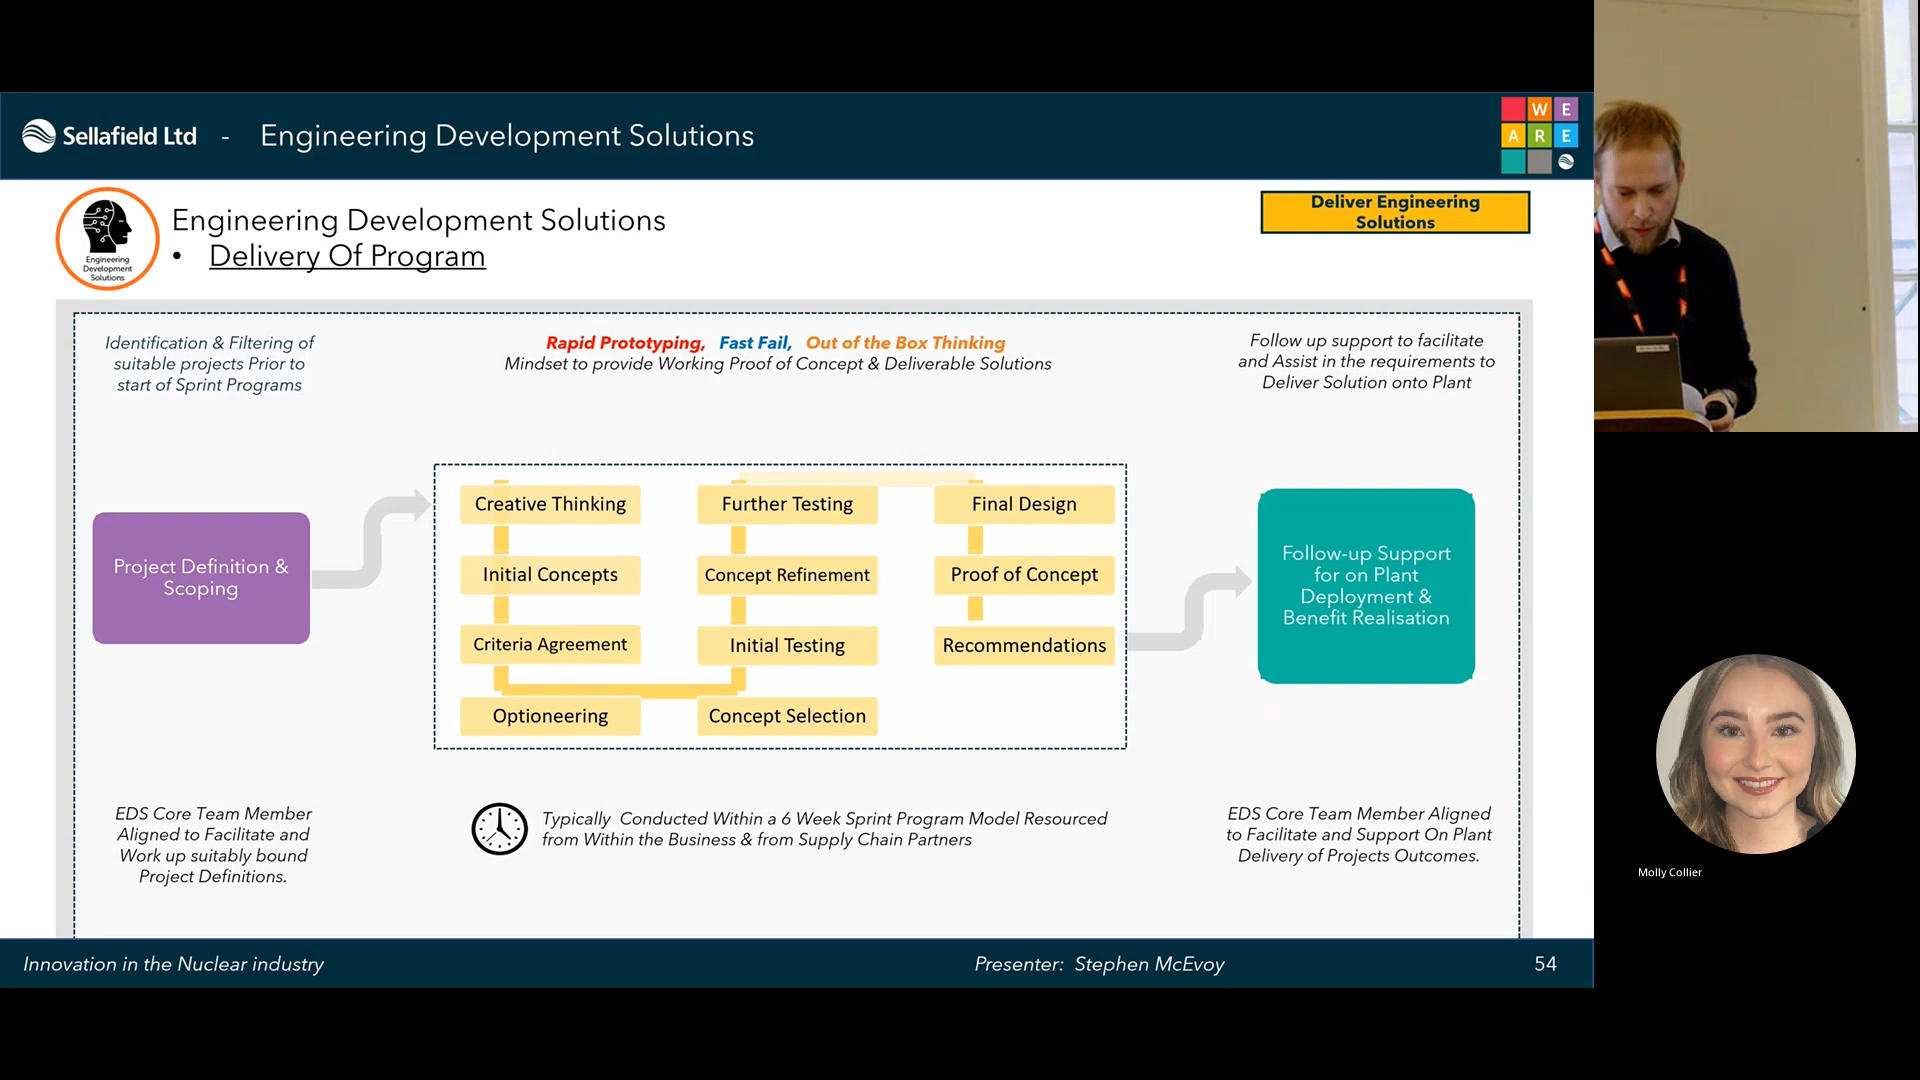 Sellafield Ltd - Engineering Development Solutions
W E
A R E
Engineering Development Solutions
Engineering
Development
Solutions
• Delivery Of Program
Deliver Engineering
Solutions
Identification & Filtering of
suitable projects Prior to
start of Sprint Programs
Rapid Prototyping, Fast Fail, Out of the Box Thinking
Mindset to provide Working Proof of Concept & Deliverable Solutions
Follow up support to facilitate
and Assist in the requirements to
Deliver Solution onto Plant
Project Definition &
Scoping
Creative Thinking
Initial Concepts
Criteria Agreement
Optioneering
Concept Selection
Initial Testing
Concept Refinement
Further Testing
Final Design
Proof of Concept
Recommendations
Follow-up Support
for on Plant
Deployment &
Benefit Realisation
EDS Core Team Member
Aligned to Facilitate and
Work up suitably bound
Project Definitions.
Typically Conducted Within a 6 Week Sprint Program Model Resourced
from Within the Business & from Supply Chain Partners
EDS Core Team Member Aligned
to Facilitate and Support On Plant
Delivery of Projects Outcomes.
Innovation in the Nuclear industry
Presenter: Stephen McEvoy
54
Molly Collier